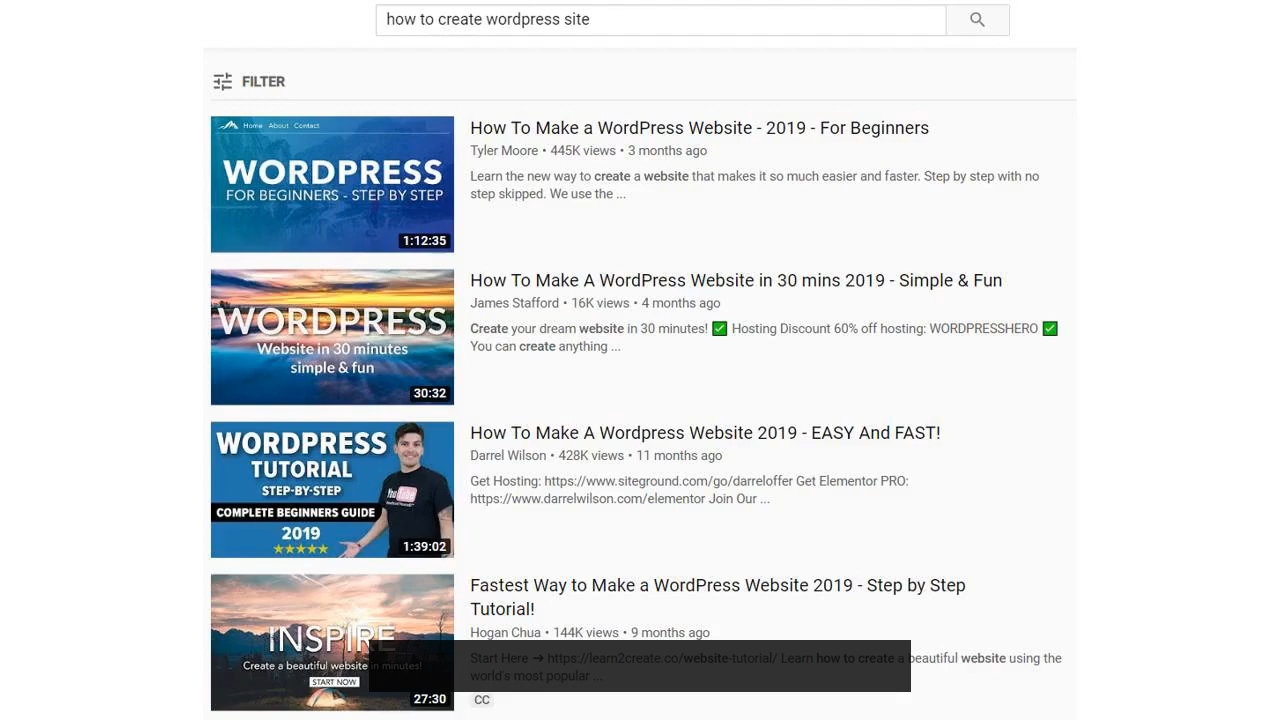 how to create wordpress site
FILTER
Home About Contact
WORDPRESS
FOR BEGINNERS - STEP BY STEP
1:12:35
How To Make a WordPress Website - 2019 - For Beginners
Tyler Moore • 445K views • 3 months ago
Learn the new way to create a website that makes it so much easier and faster. Step by step with no
step skipped. We use the ...
WORDPRESS
Website in 30 minutes
simple & fun
30:32
How To Make A WordPress Website in 30 mins 2019 - Simple & Fun
James Stafford • 16K views • 4 months ago
Create your dream website in 30 minutes! ✅ Hosting Discount 60% off hosting: WORDPRESSHERO ✅
You can create anything ...
WORDPRESS
TUTORIAL
STEP-BY-STEP
COMPLETE BEGINNERS GUIDE
2019
YouTube
1:39:02
How To Make A Wordpress Website 2019 - EASY And FAST!
Darrel Wilson • 428K views • 11 months ago
Get Hosting: https://www.siteground.com/go/darreloffer Get Elementor PRO:
https://www.darrelwilson.com/elementor Join Our ...
INSPIRE
Create a beautiful website in minutes!
START NOW
27:30
Fastest Way to Make a WordPress Website 2019 - Step by Step
Tutorial!
Hogan Chua • 144K views • 9 months ago
Start Here ➜ https://learn2create.co/website-tutorial/ Learn how to create a beautiful website using the
world's most popular ...
CC